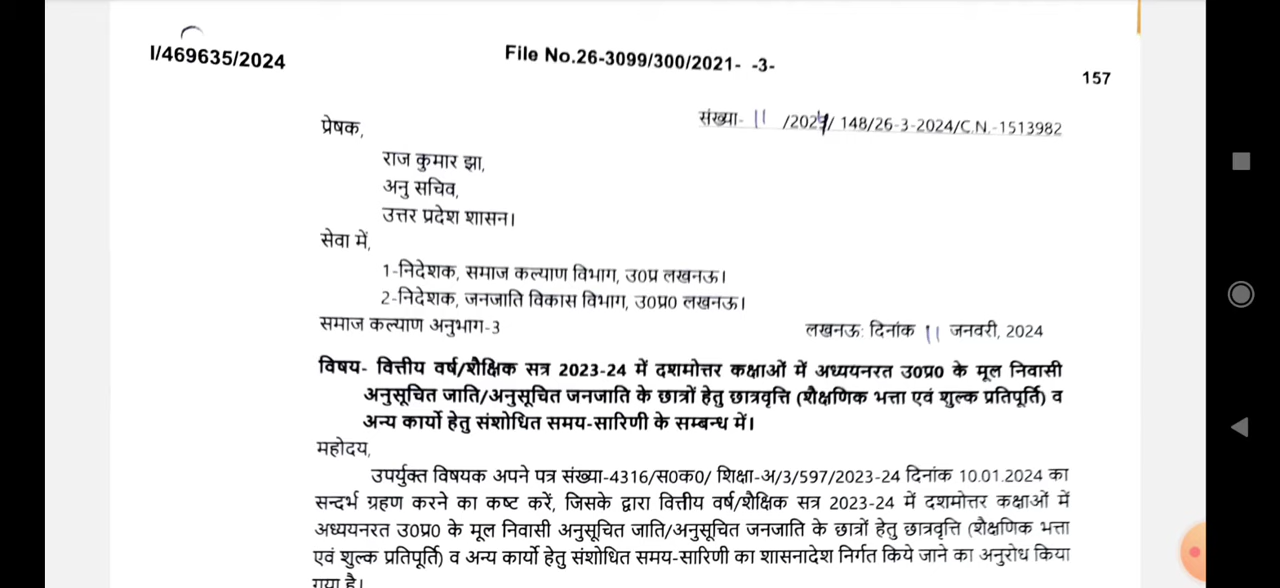 I/469635/2024
File No.26-3099/300/2021- -3-
157
संख्या- 11 /2024/ 148/26-3-2024/C.N.-1513982
प्रेषक,
राज कुमार झा,
अनु सचिव,
उत्तर प्रदेश शासन।
सेवा में,
1-निदेशक, समाज कल्याण विभाग, उ0प्र लखनऊ।
2-निदेशक, जनजाति विकास विभाग, उ0प्र0 लखनऊ।
समाज कल्याण अनुभाग-3
लखनऊ: दिनांक 11 जनवरी, 2024
विषय- वित्तीय वर्ष/शैक्षिक सत्र 2023-24 में दशमोत्तर कक्षाओं में अध्ययनरत उ0प्र0 के मूल निवासी
अनुसूचित जाति/अनुसूचित जनजाति के छात्रों हेतु छात्रवृत्ति (शैक्षणिक भत्ता एवं शुल्क प्रतिपूर्ति) व
अन्य कार्यो हेतु संशोधित समय-सारिणी के सम्बन्ध में।
महोदय,
उपर्युक्त विषयक अपने पत्र संख्या-4316/स0क0/ शिक्षा-अ/3/597/2023-24 दिनांक 10.01.2024 का
सन्दर्भ ग्रहण करने का कष्ट करें, जिसके द्वारा वित्तीय वर्ष/शैक्षिक सत्र 2023-24 में दशमोत्तर कक्षाओं में
अध्ययनरत उ0प्र0 के मूल निवासी अनुसूचित जाति/अनुसूचित जनजाति के छात्रों हेतु छात्रवृत्ति (शैक्षणिक भत्ता
एवं शुल्क प्रतिपूर्ति) व अन्य कार्यो हेतु संशोधित समय-सारिणी का शासनादेश निर्गत किये जाने का अनुरोध किया
गया है।